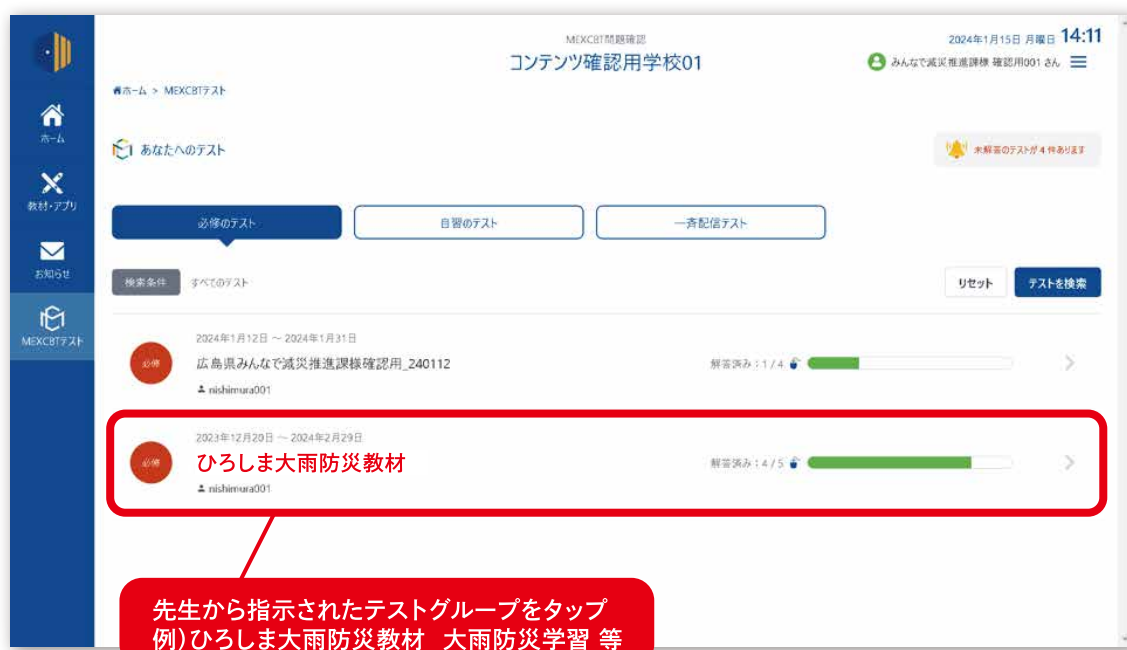 MEXCBT問題確認
コンテンツ確認用学校01
2024年1月15日 月曜日 14:11
みんなで減災推進課様 確認用001 さん
ホーム > MEXCBTテスト
ホーム
教材・アプリ
お知らせ
MEXCBTテスト
あなたへのテスト
未解答のテストが 4 件あります
必修のテスト
自習のテスト
一斉配信テスト
検索条件 すべてのテスト
リセット
テストを検索
2024年1月12日 ～ 2024年1月31日
必修
広島県みんなで減災推進課様確認用_240112
解答済み：1 / 4
nishimura001
2023年12月20日 ～ 2024年2月29日
必修
ひろしま大雨防災教材
解答済み：4 / 5
nishimura001
先生から指示されたテストグループをタップ
例）ひろしま大雨防災教材 大雨防災学習 等